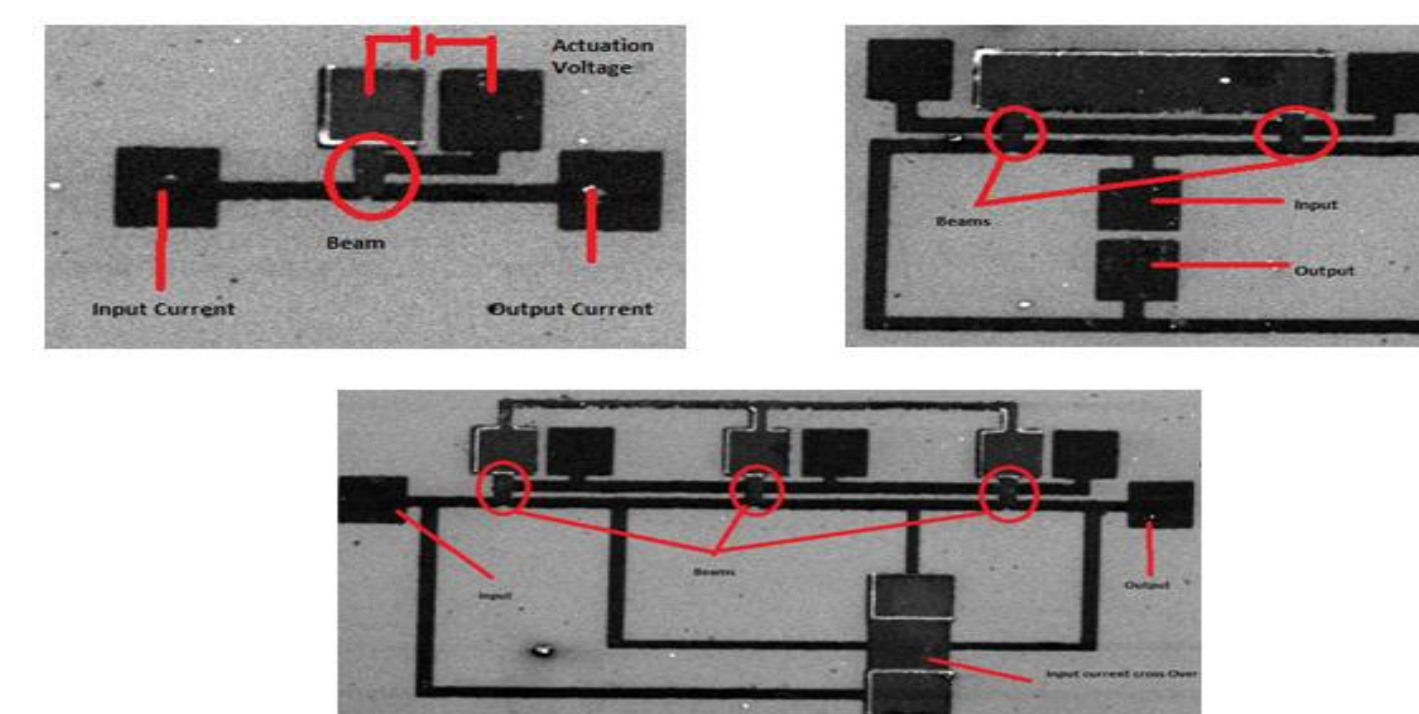 Actuation
Voltage
Beam
Input Current
Output Current
Beams
Input
Output
Beams
Input
Output
Input current cross Over